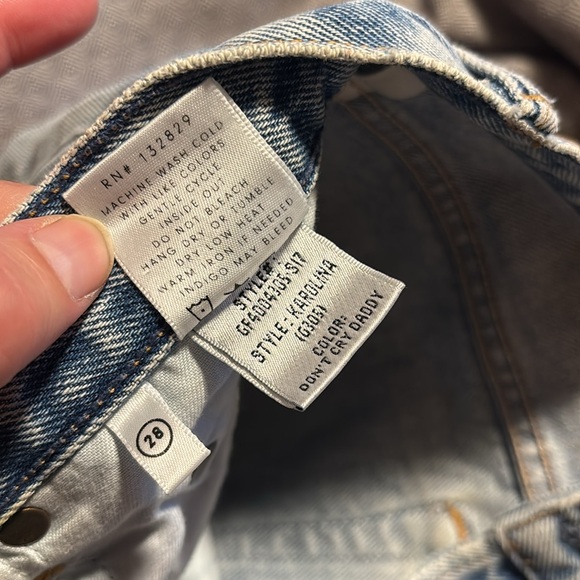 RN# 132829
MACHINE WASH COLD
WITH LIKE COLORS
GENTLE CYCLE
INSIDE OUT
DO NOT BLEACH
HANG DRY OR TUMBLE
DRY LOW HEAT
WARM IRON IF NEEDED
INDIGO MAY BLEED
STYLE#:
GF4004305-S17
STYLE: KAROLINA
(0305)
COLOR:
DON'T CRY DADDY
28